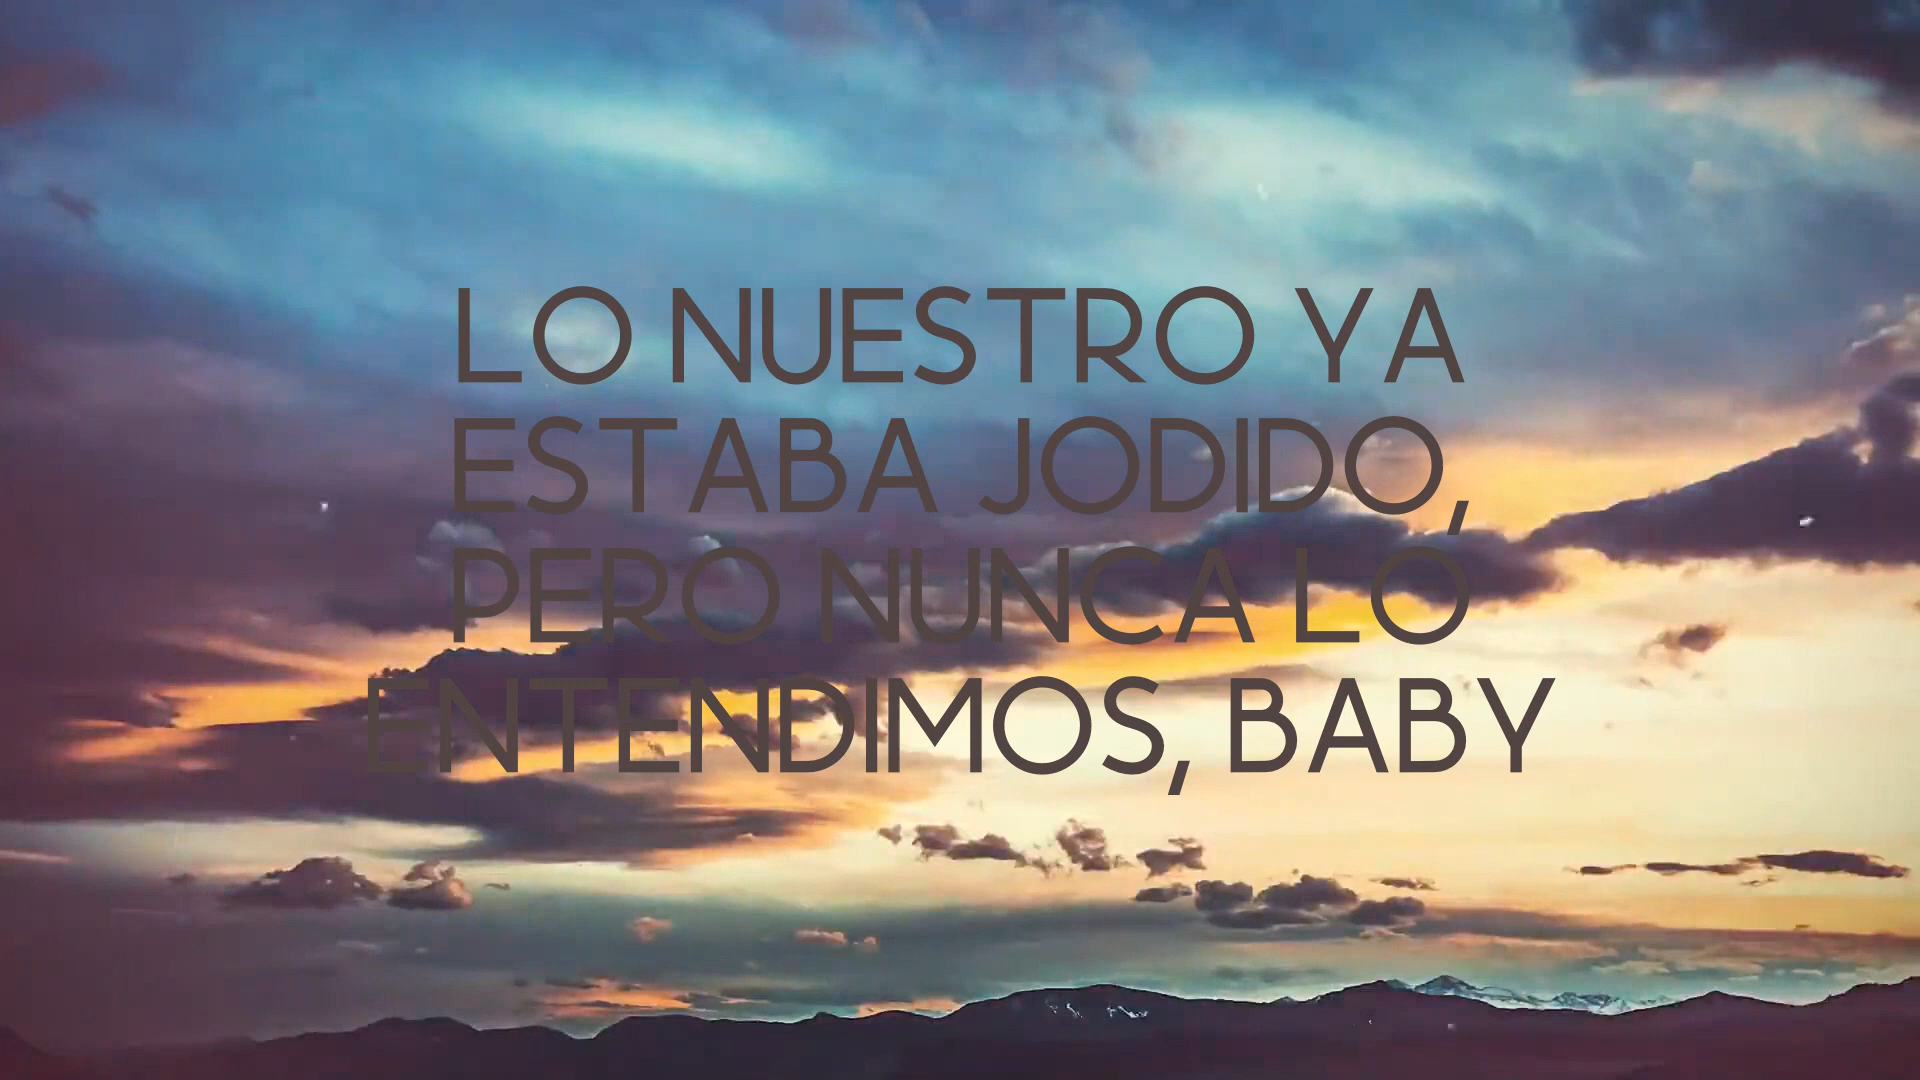 LO NUESTRO YA
ESTABA JODIDO,
PERO NUNCA LO
ENTENDIMOS, BABY